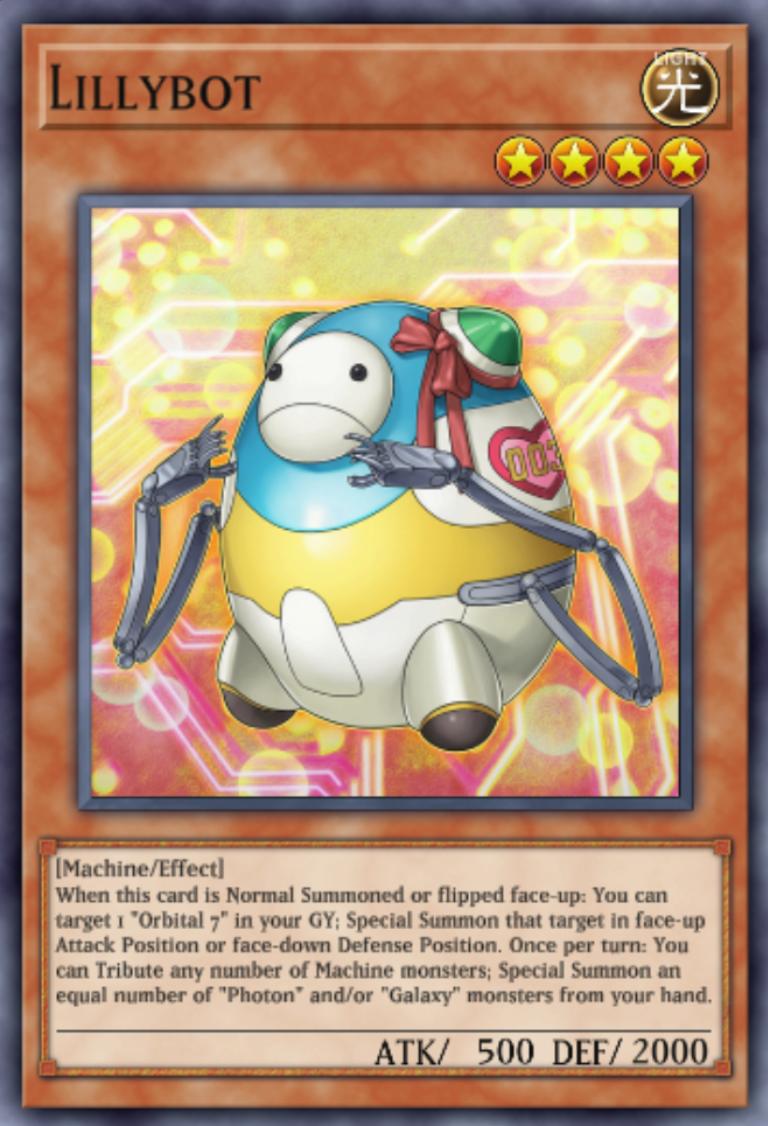 LILLYBOT
LIGHT
光
003
[Machine/Effect]
When this card is Normal Summoned or flipped face-up: You can
target 1 "Orbital 7" in your GY; Special Summon that target in face-up
Attack Position or face-down Defense Position. Once per turn: You
can Tribute any number of Machine monsters; Special Summon an
equal number of "Photon" and/or "Galaxy" monsters from your hand.
ATK/ 500 DEF/ 2000